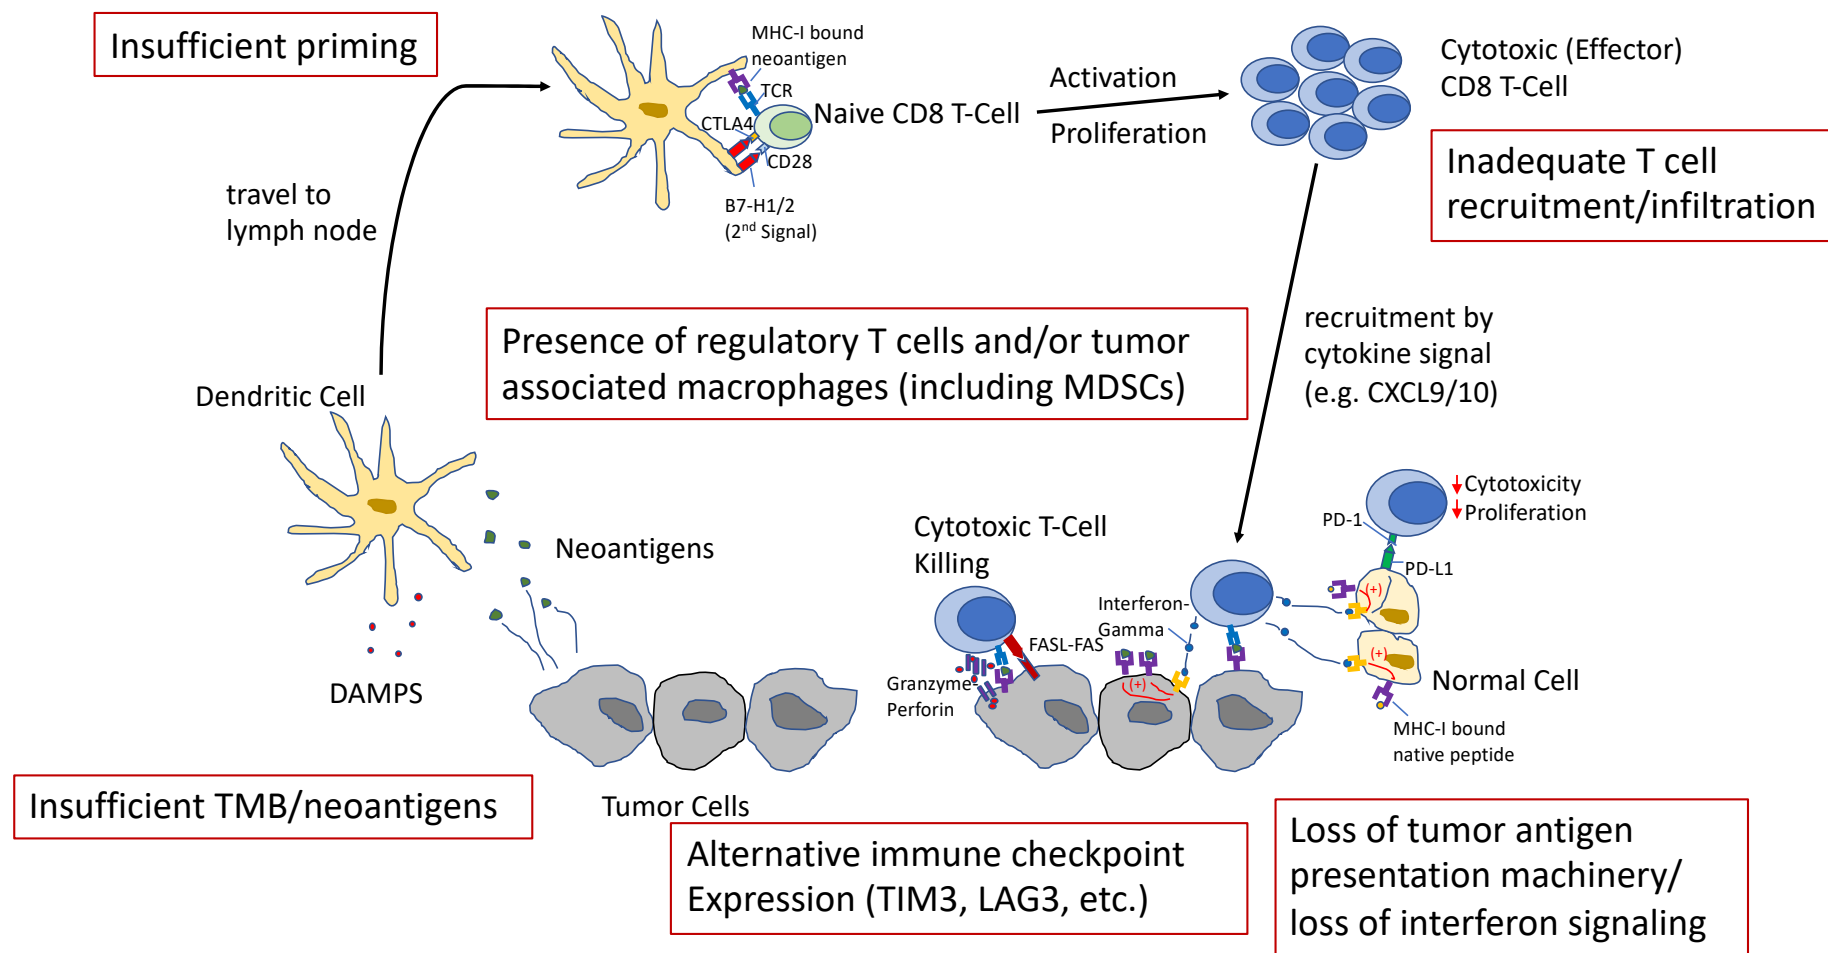 Insufficient priming
MHC-I bound
neoantigen
TCR
CTLA4
Naive CD8 T-Cell
CD28
B7-H1/2
(2nd Signal)
Activation
Proliferation
Cytotoxic (Effector)
CD8 T-Cell
Inadequate T cell
recruitment/infiltration
travel to
lymph node
Presence of regulatory T cells and/or tumor
associated macrophages (including MDSCs)
recruitment by
cytokine signal
(e.g. CXCL9/10)
Dendritic Cell
Neoantigens
DAMPS
Cytotoxic T-Cell
Killing
FASL-FAS
Granzyme-
Perforin
Interferon-
Gamma
(+)
PD-1
Cytotoxicity
Proliferation
PD-L1
(+)
(+)
Normal Cell
MHC-I bound
native peptide
Insufficient TMB/neoantigens
Tumor Cells
Alternative immune checkpoint
Expression (TIM3, LAG3, etc.)
Loss of tumor antigen
presentation machinery/
loss of interferon signaling